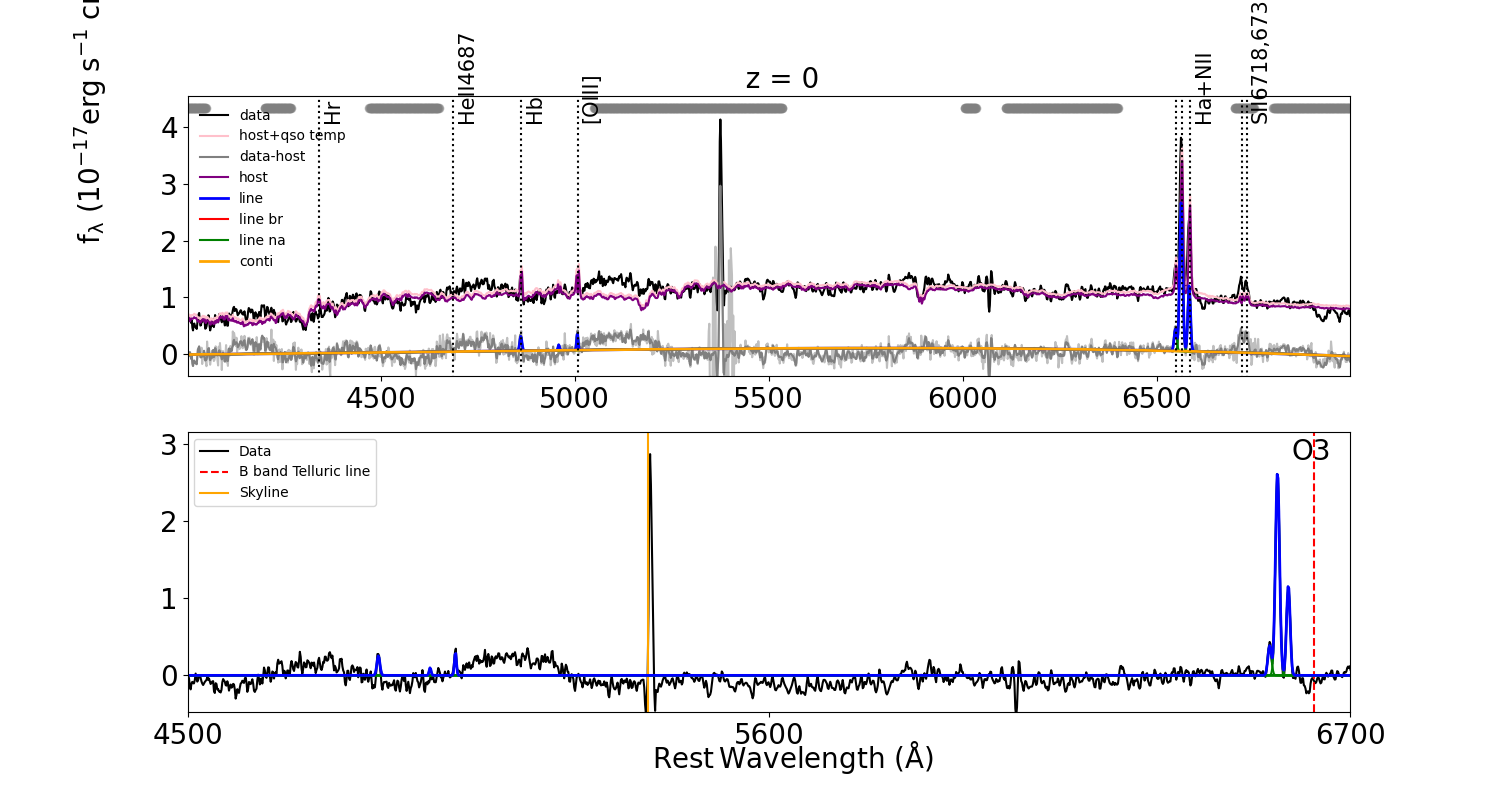 z = 0
fλ (10⁻¹⁷erg s⁻¹ c
Hr
HeII4687
Hb
[OIII]
Ha+NII
SII6718,673
data
host+qso temp
data-host
host
line
line br
line na
conti
4
3
2
1
0
4500 5000 5500 6000 6500
Data
B band Telluric line
Skyline
O3
3
2
1
0
4500 5600 6700
Rest Wavelength (Å)